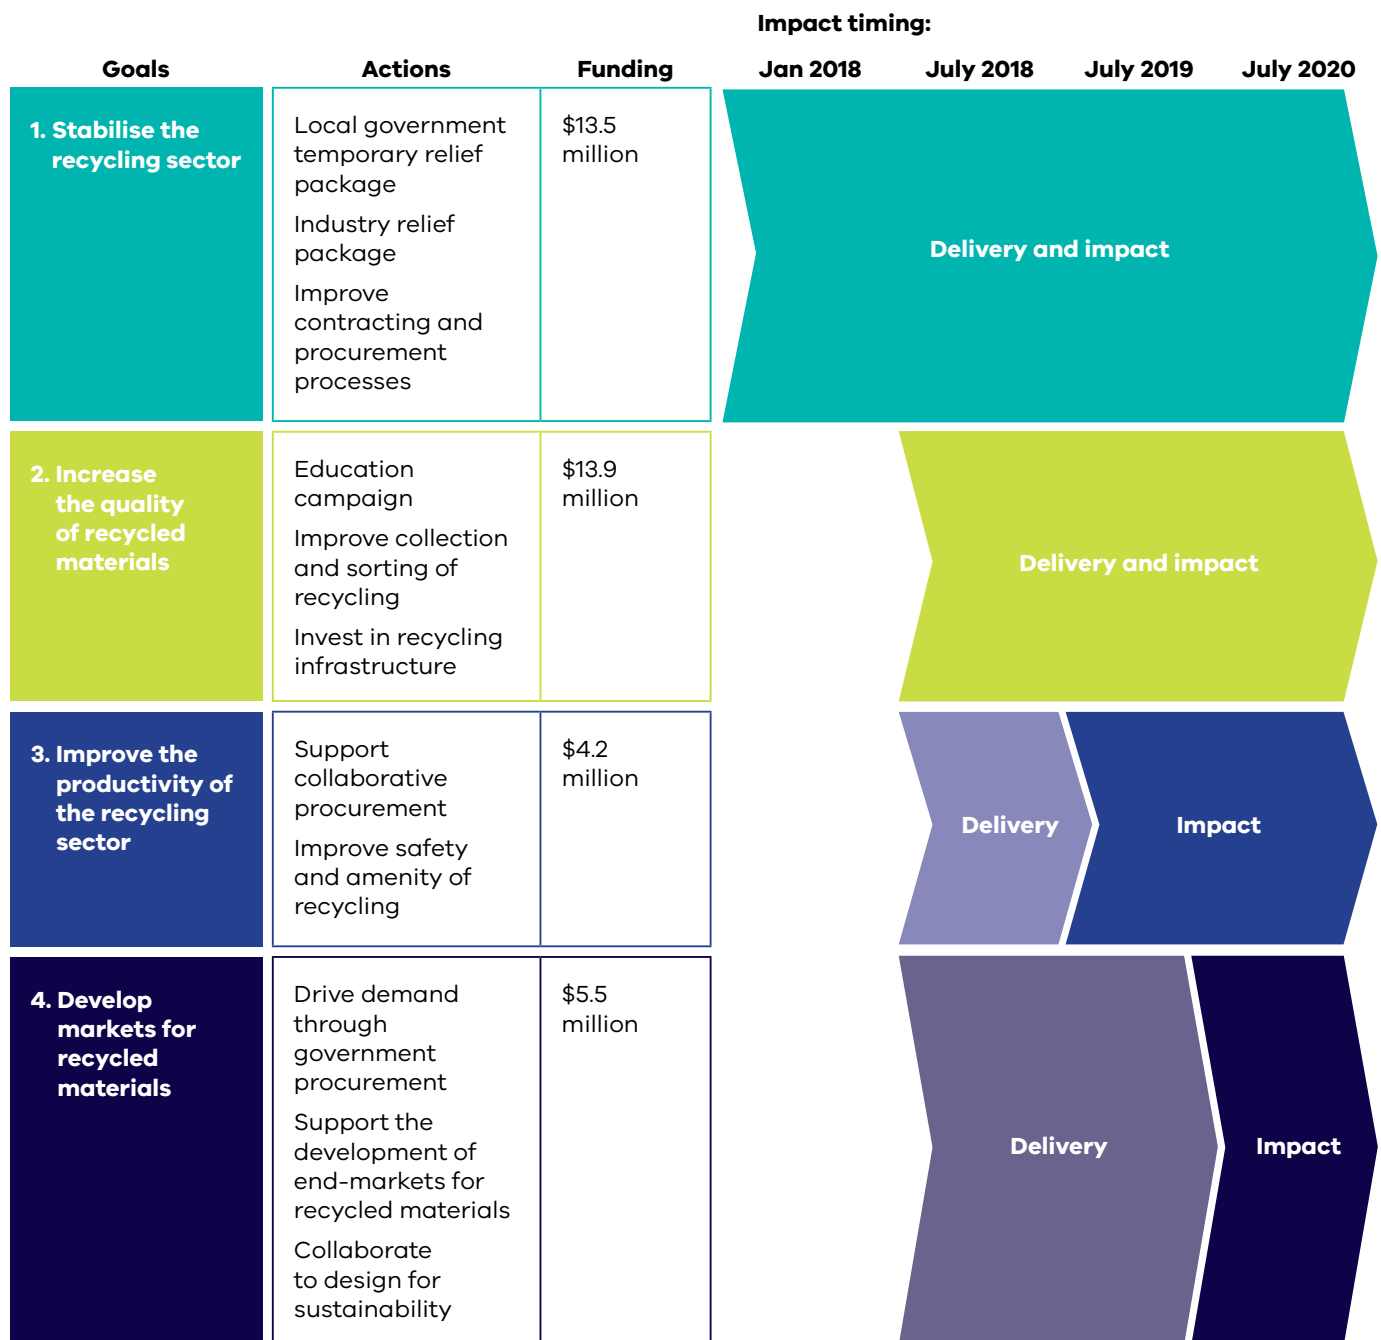 Impact timing:
Goals Actions Funding Jan 2018 July 2018 July 2019 July 2020
1. Stabilise the
recycling sector
Local government
temporary relief
package
Industry relief
package
Improve
contracting and
procurement
processes
$13.5
million
Delivery and impact
2. Increase
the quality
of recycled
materials
Education
campaign
Improve collection
and sorting of
recycling
Invest in recycling
infrastructure
$13.9
million
Delivery and impact
3. Improve the
productivity of
the recycling
sector
Support
collaborative
procurement
Improve safety
and amenity of
recycling
$4.2
million
Delivery
Impact
4. Develop
markets for
recycled
materials
Drive demand
through
government
procurement
Support the
development of
end-markets for
recycled materials
Collaborate
to design for
sustainability
$5.5
million
Delivery
Impact